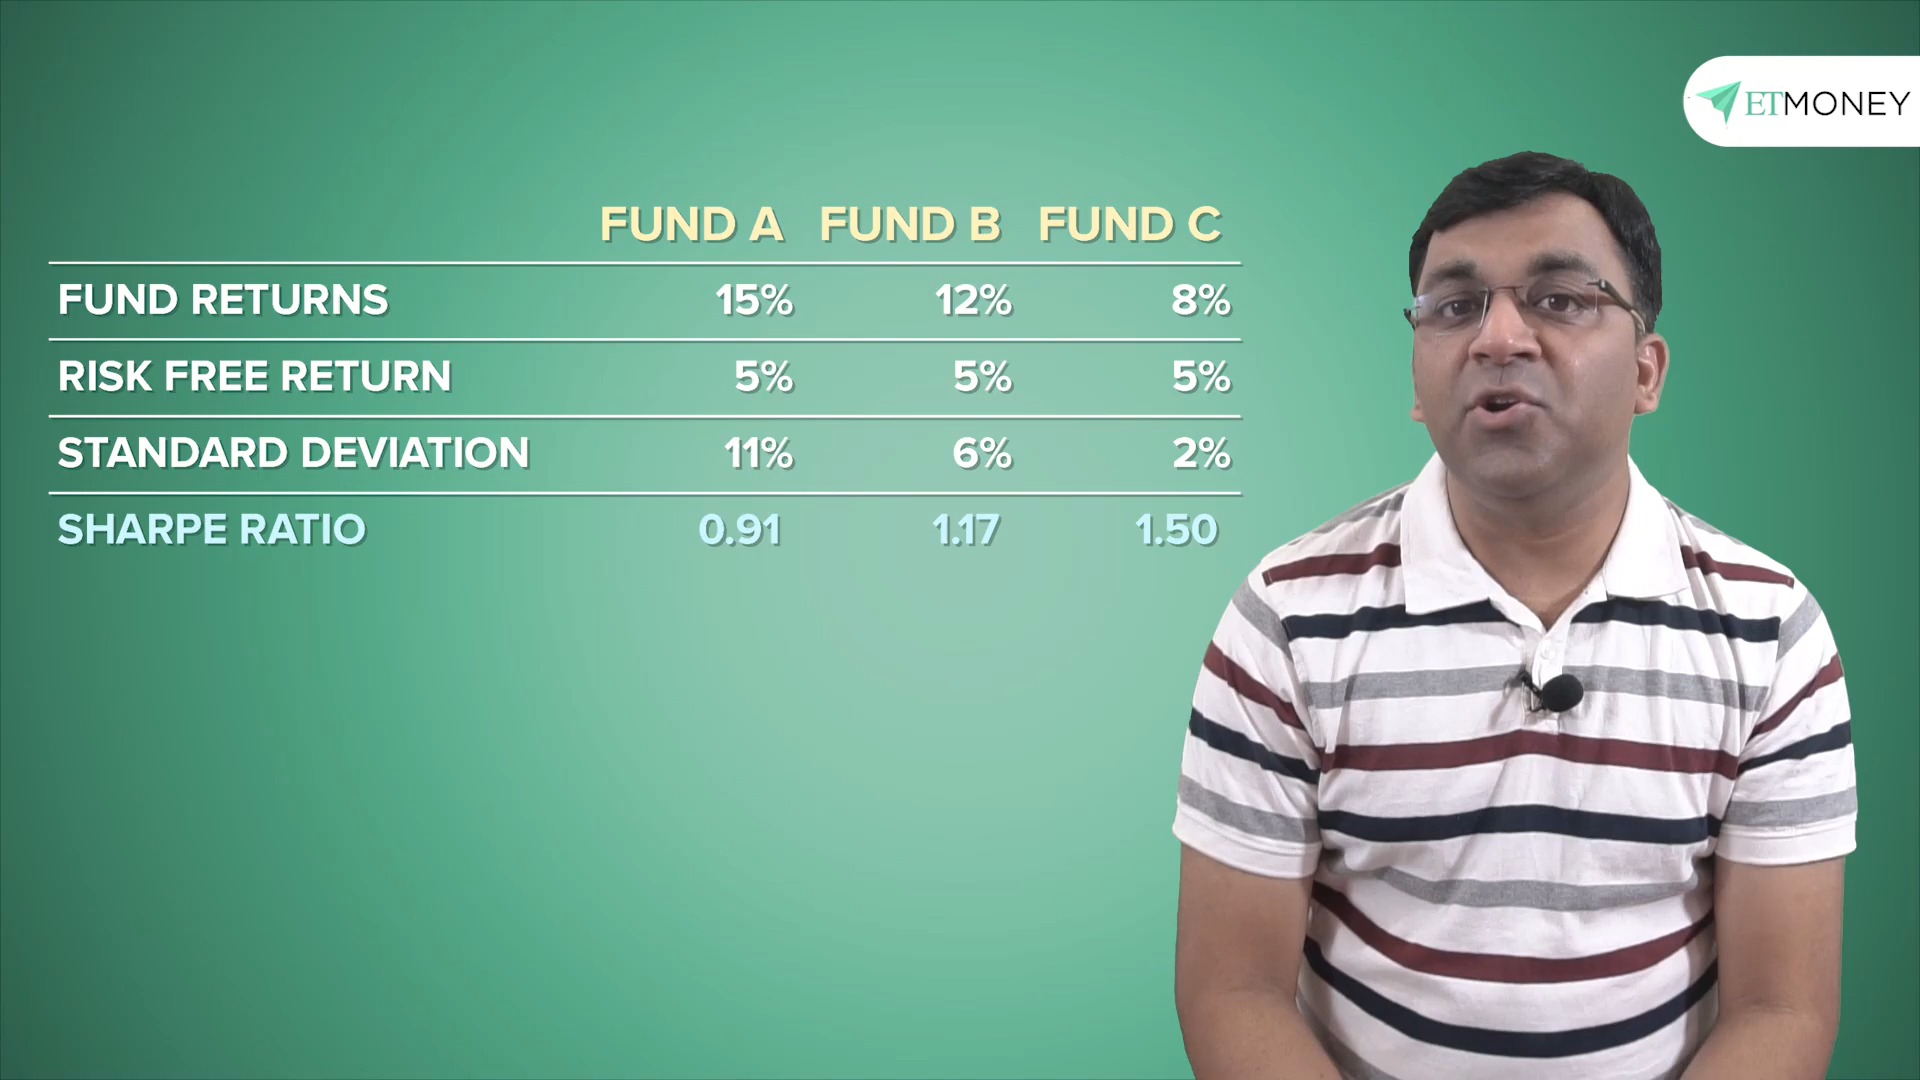 ETMONEY
FUND A FUND B FUND C
FUND RETURNS 15% 12% 8%
RISK FREE RETURN 5% 5% 5%
STANDARD DEVIATION 11% 6% 2%
SHARPE RATIO 0.91 1.17 1.50